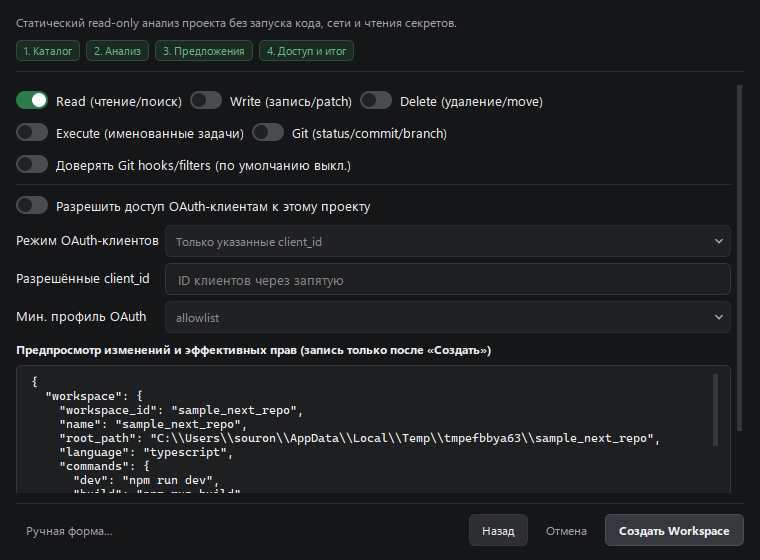 Статический read-only анализ проекта без запуска кода, сети и чтения секретов.
1. Каталог 2. Анализ 3. Предложения 4. Доступ и итог
Read (чтение/поиск) Write (запись/patch) Delete (удаление/move)
Execute (именованные задачи) Git (status/commit/branch)
Доверять Git hooks/filters (по умолчанию выкл.)
Разрешить доступ OAuth-клиентам к этому проекту
Режим OAuth-клиентов Только указанные client_id
Разрешённые client_id ID клиентов через запятую
Мин. профиль OAuth allowlist
Предпросмотр изменений и эффективных прав (запись только после «Создать»)
{
"workspace": {
"workspace_id": "sample_next_repo",
"name": "sample_next_repo",
"root_path": "C:\\Users\\souron\\AppData\\Local\\Temp\\tmpefbbya63\\sample_next_repo",
"language": "typescript",
"commands": {
"dev": "npm run dev",
"build": "npm run build"
Ручная форма... Назад Отмена Создать Workspace